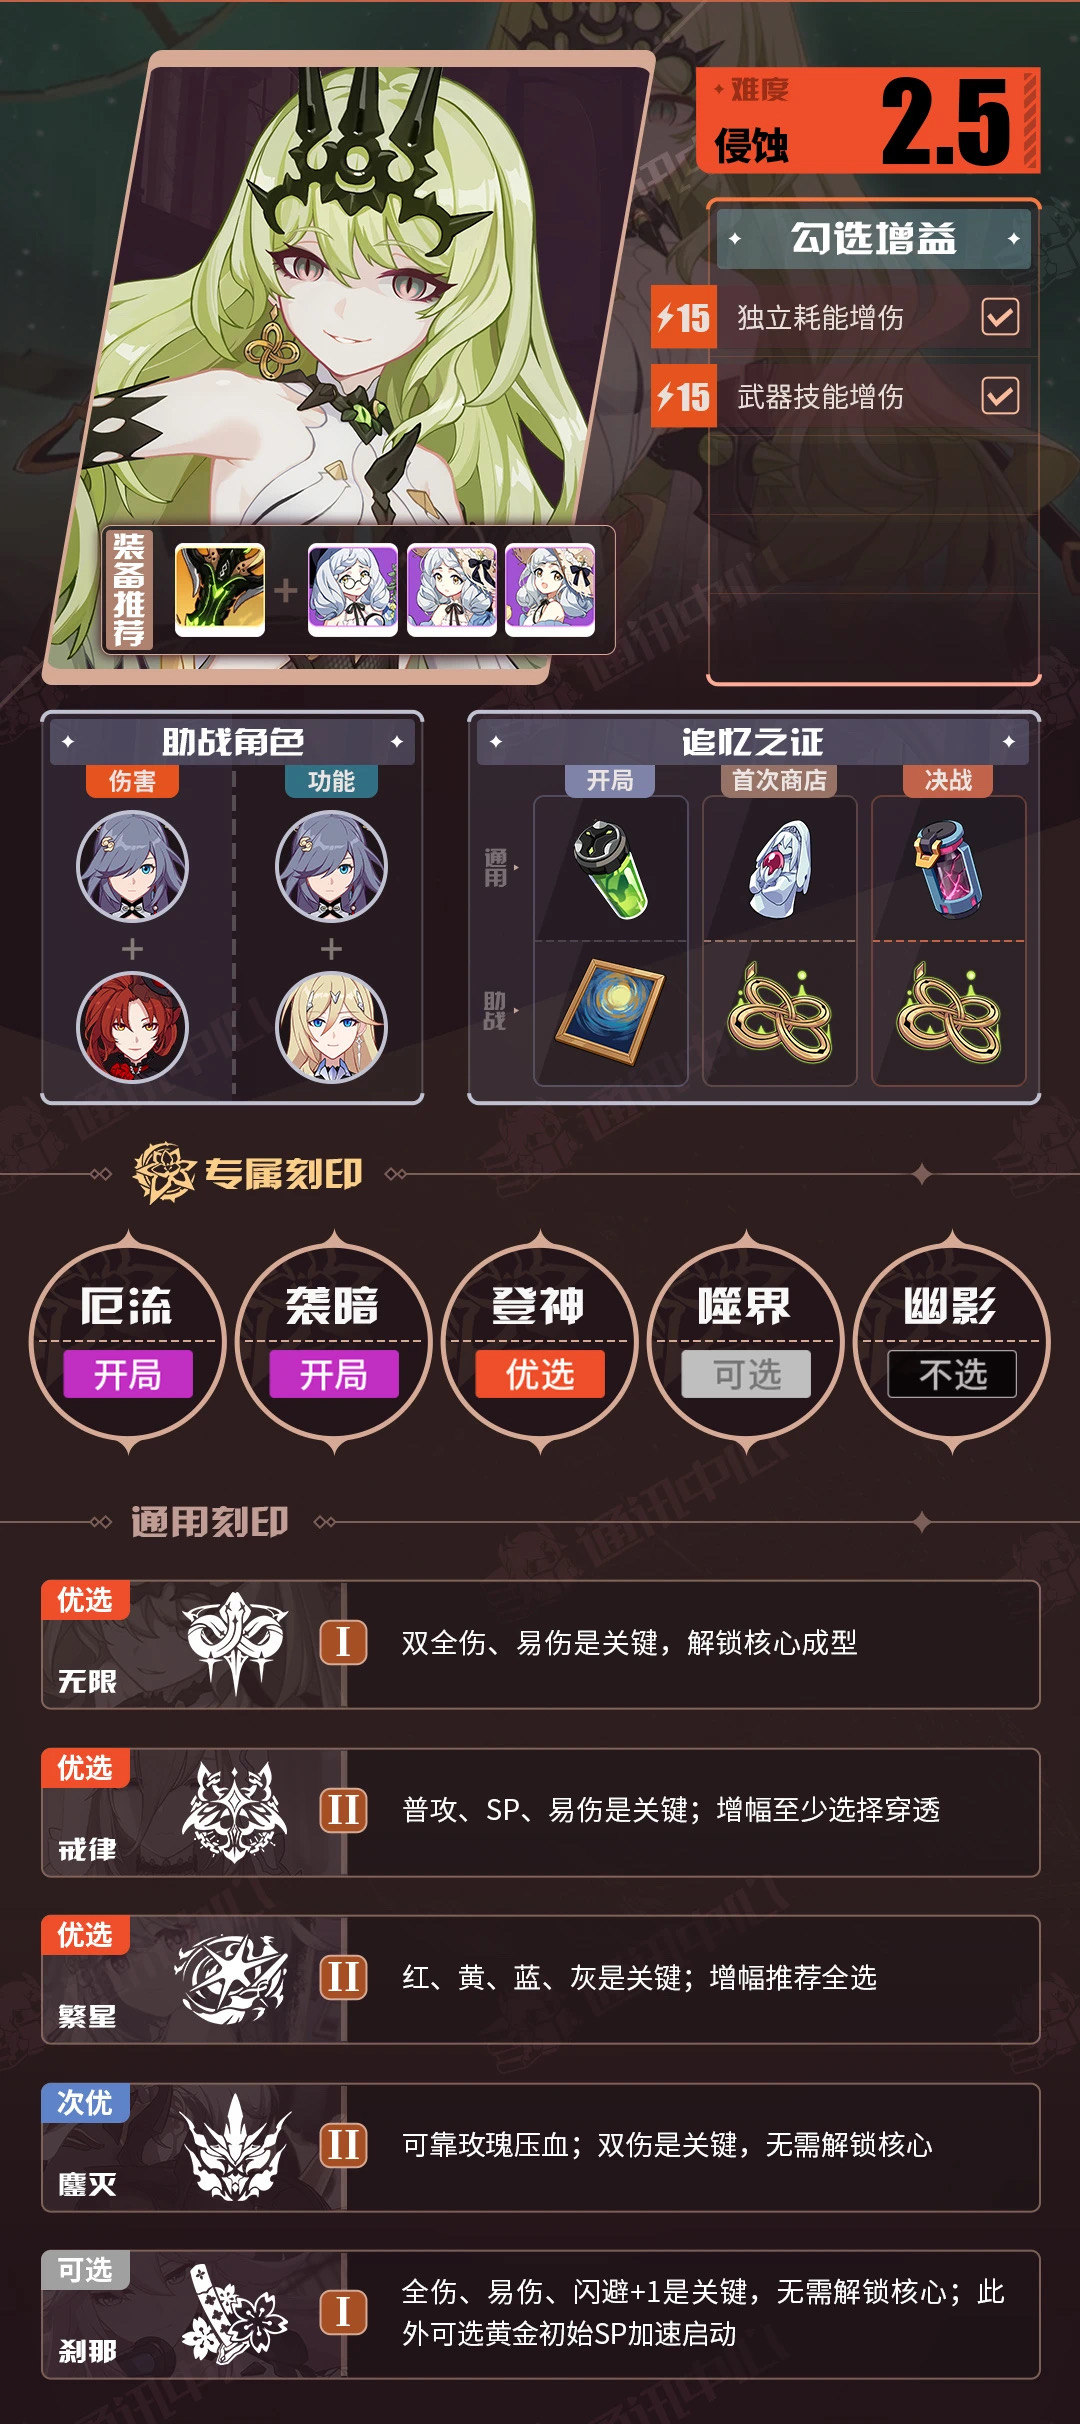 难度
侵蚀
2.5
勾选增益
15 独立耗能增伤
15 武器技能增伤
装备推荐
助战角色
伤害
功能
追忆之证
开局
首次商店
决战
通用
助战
专属刻印
厄流
开局
袭暗
开局
登神
优选
噬界
可选
幽影
不选
通用刻印
优选
无限
I
双全伤、易伤是关键，解锁核心成型
优选
戒律
II
普攻、SP、易伤是关键；增幅至少选择穿透
优选
繁星
II
红、黄、蓝、灰是关键；增幅推荐全选
次优
鏖灭
II
可靠玫瑰压血；双伤是关键，无需解锁核心
可选
刹那
I
全伤、易伤、闪避+1是关键，无需解锁核心；此
外可选黄金初始SP加速启动
通讯中心